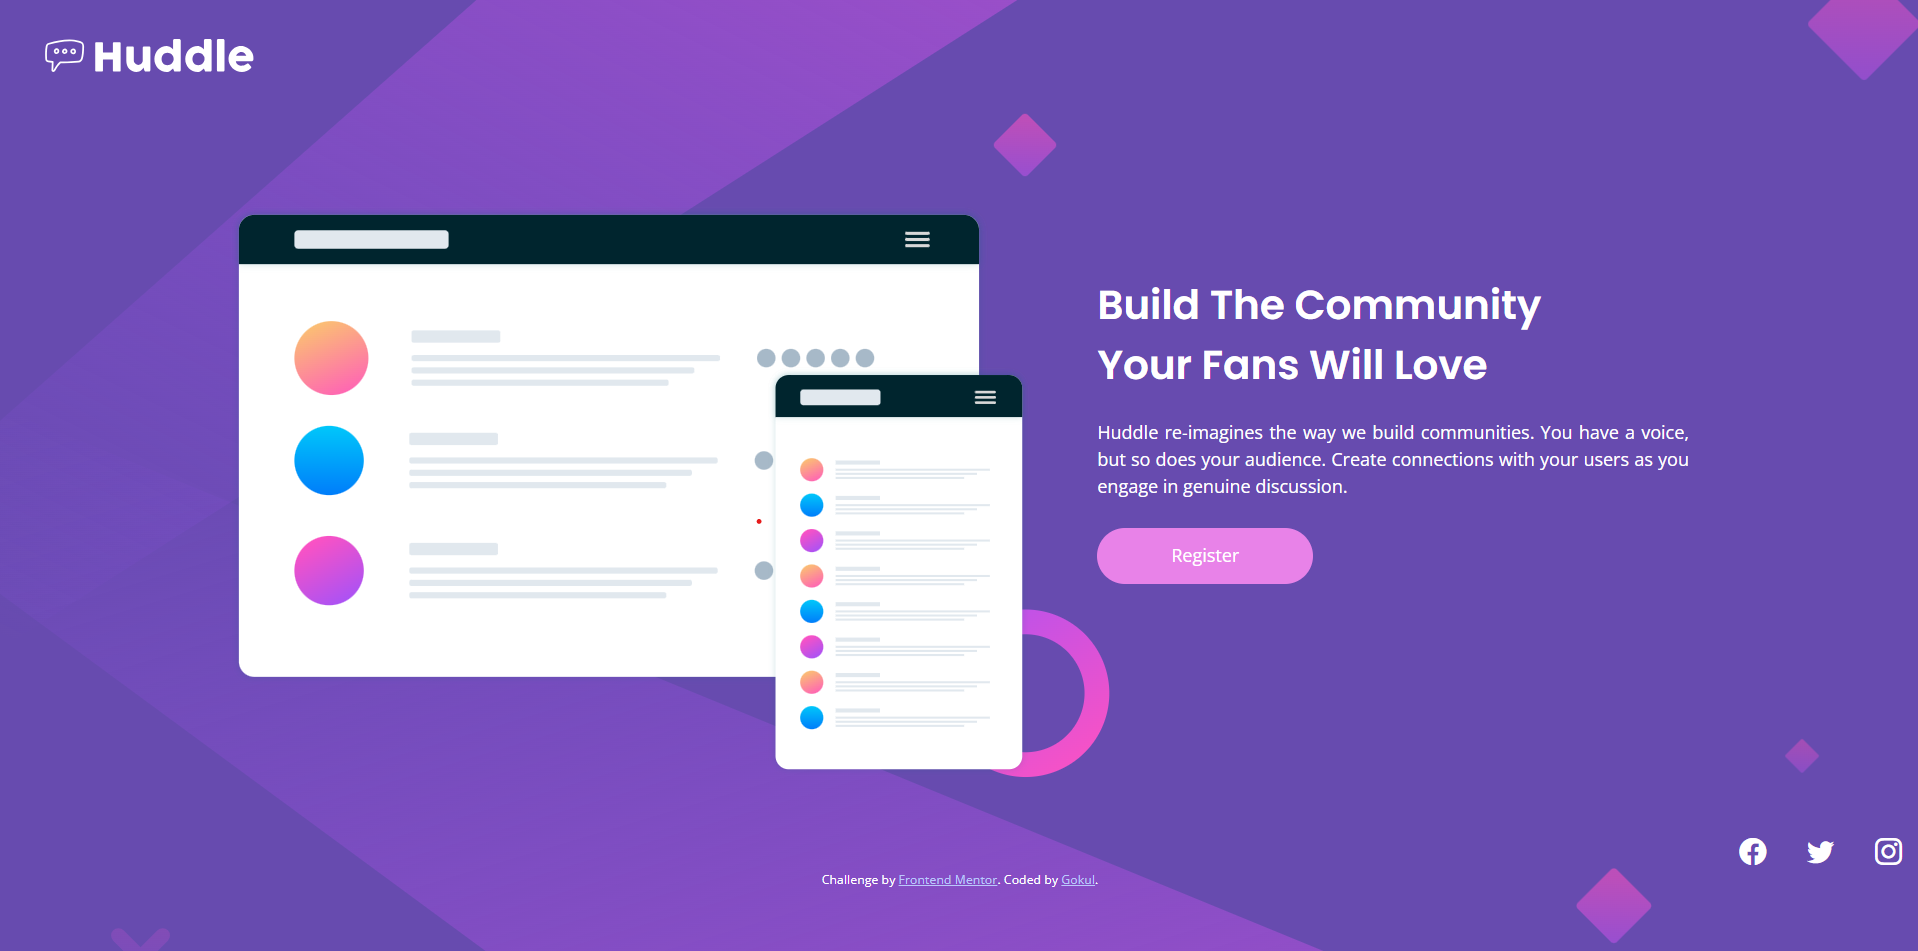 Huddle
Build The Community
Your Fans Will Love
Huddle re-imagines the way we build communities. You have a voice,
but so does your audience. Create connections with your users as you
engage in genuine discussion.
Register
Challenge by Frontend Mentor. Coded by Gokul.